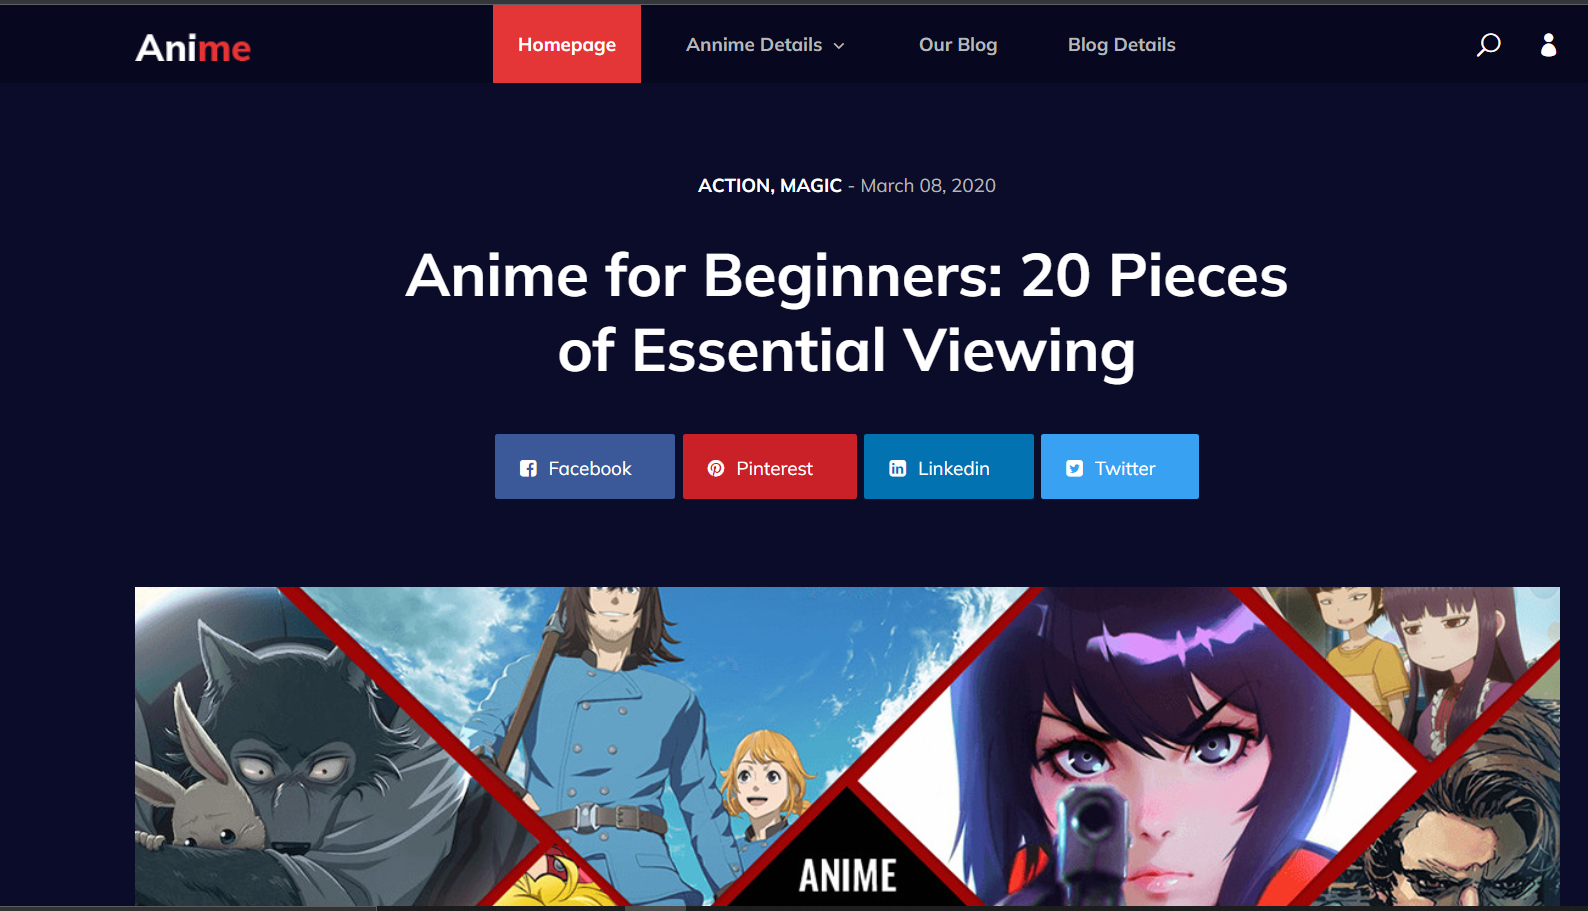 Anime
Homepage
Annime Details
Our Blog
Blog Details
ACTION, MAGIC - March 08, 2020
Anime for Beginners: 20 Pieces
of Essential Viewing
Facebook
Pinterest
Linkedin
Twitter
ANIME